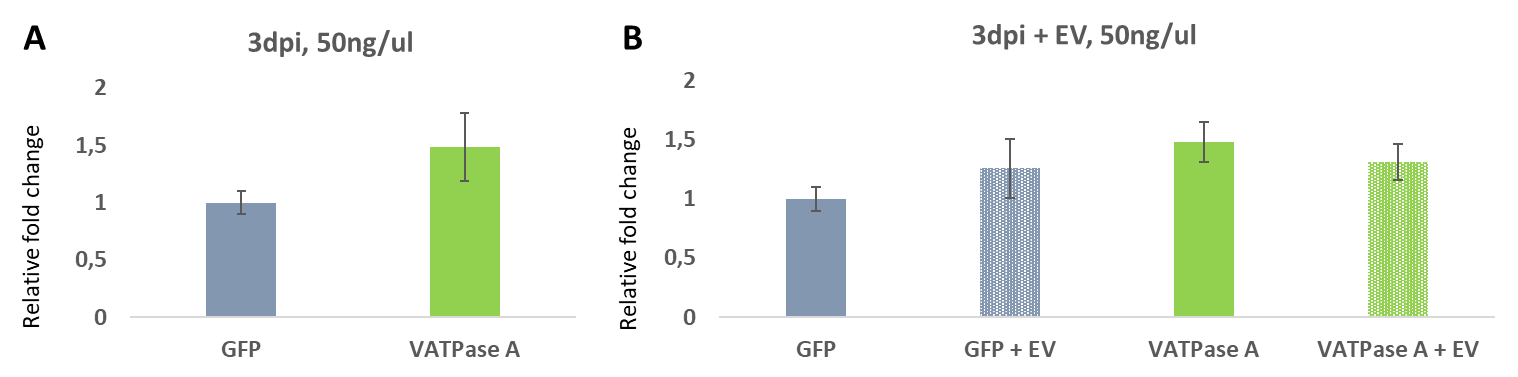 A
3dpi, 50ng/ul
Relative fold change
2
1,5
1
0,5
0
GFP
VATPase A
B
3dpi + EV, 50ng/ul
Relative fold change
2
1,5
1
0,5
0
GFP
GFP + EV
VATPase A
VATPase A + EV